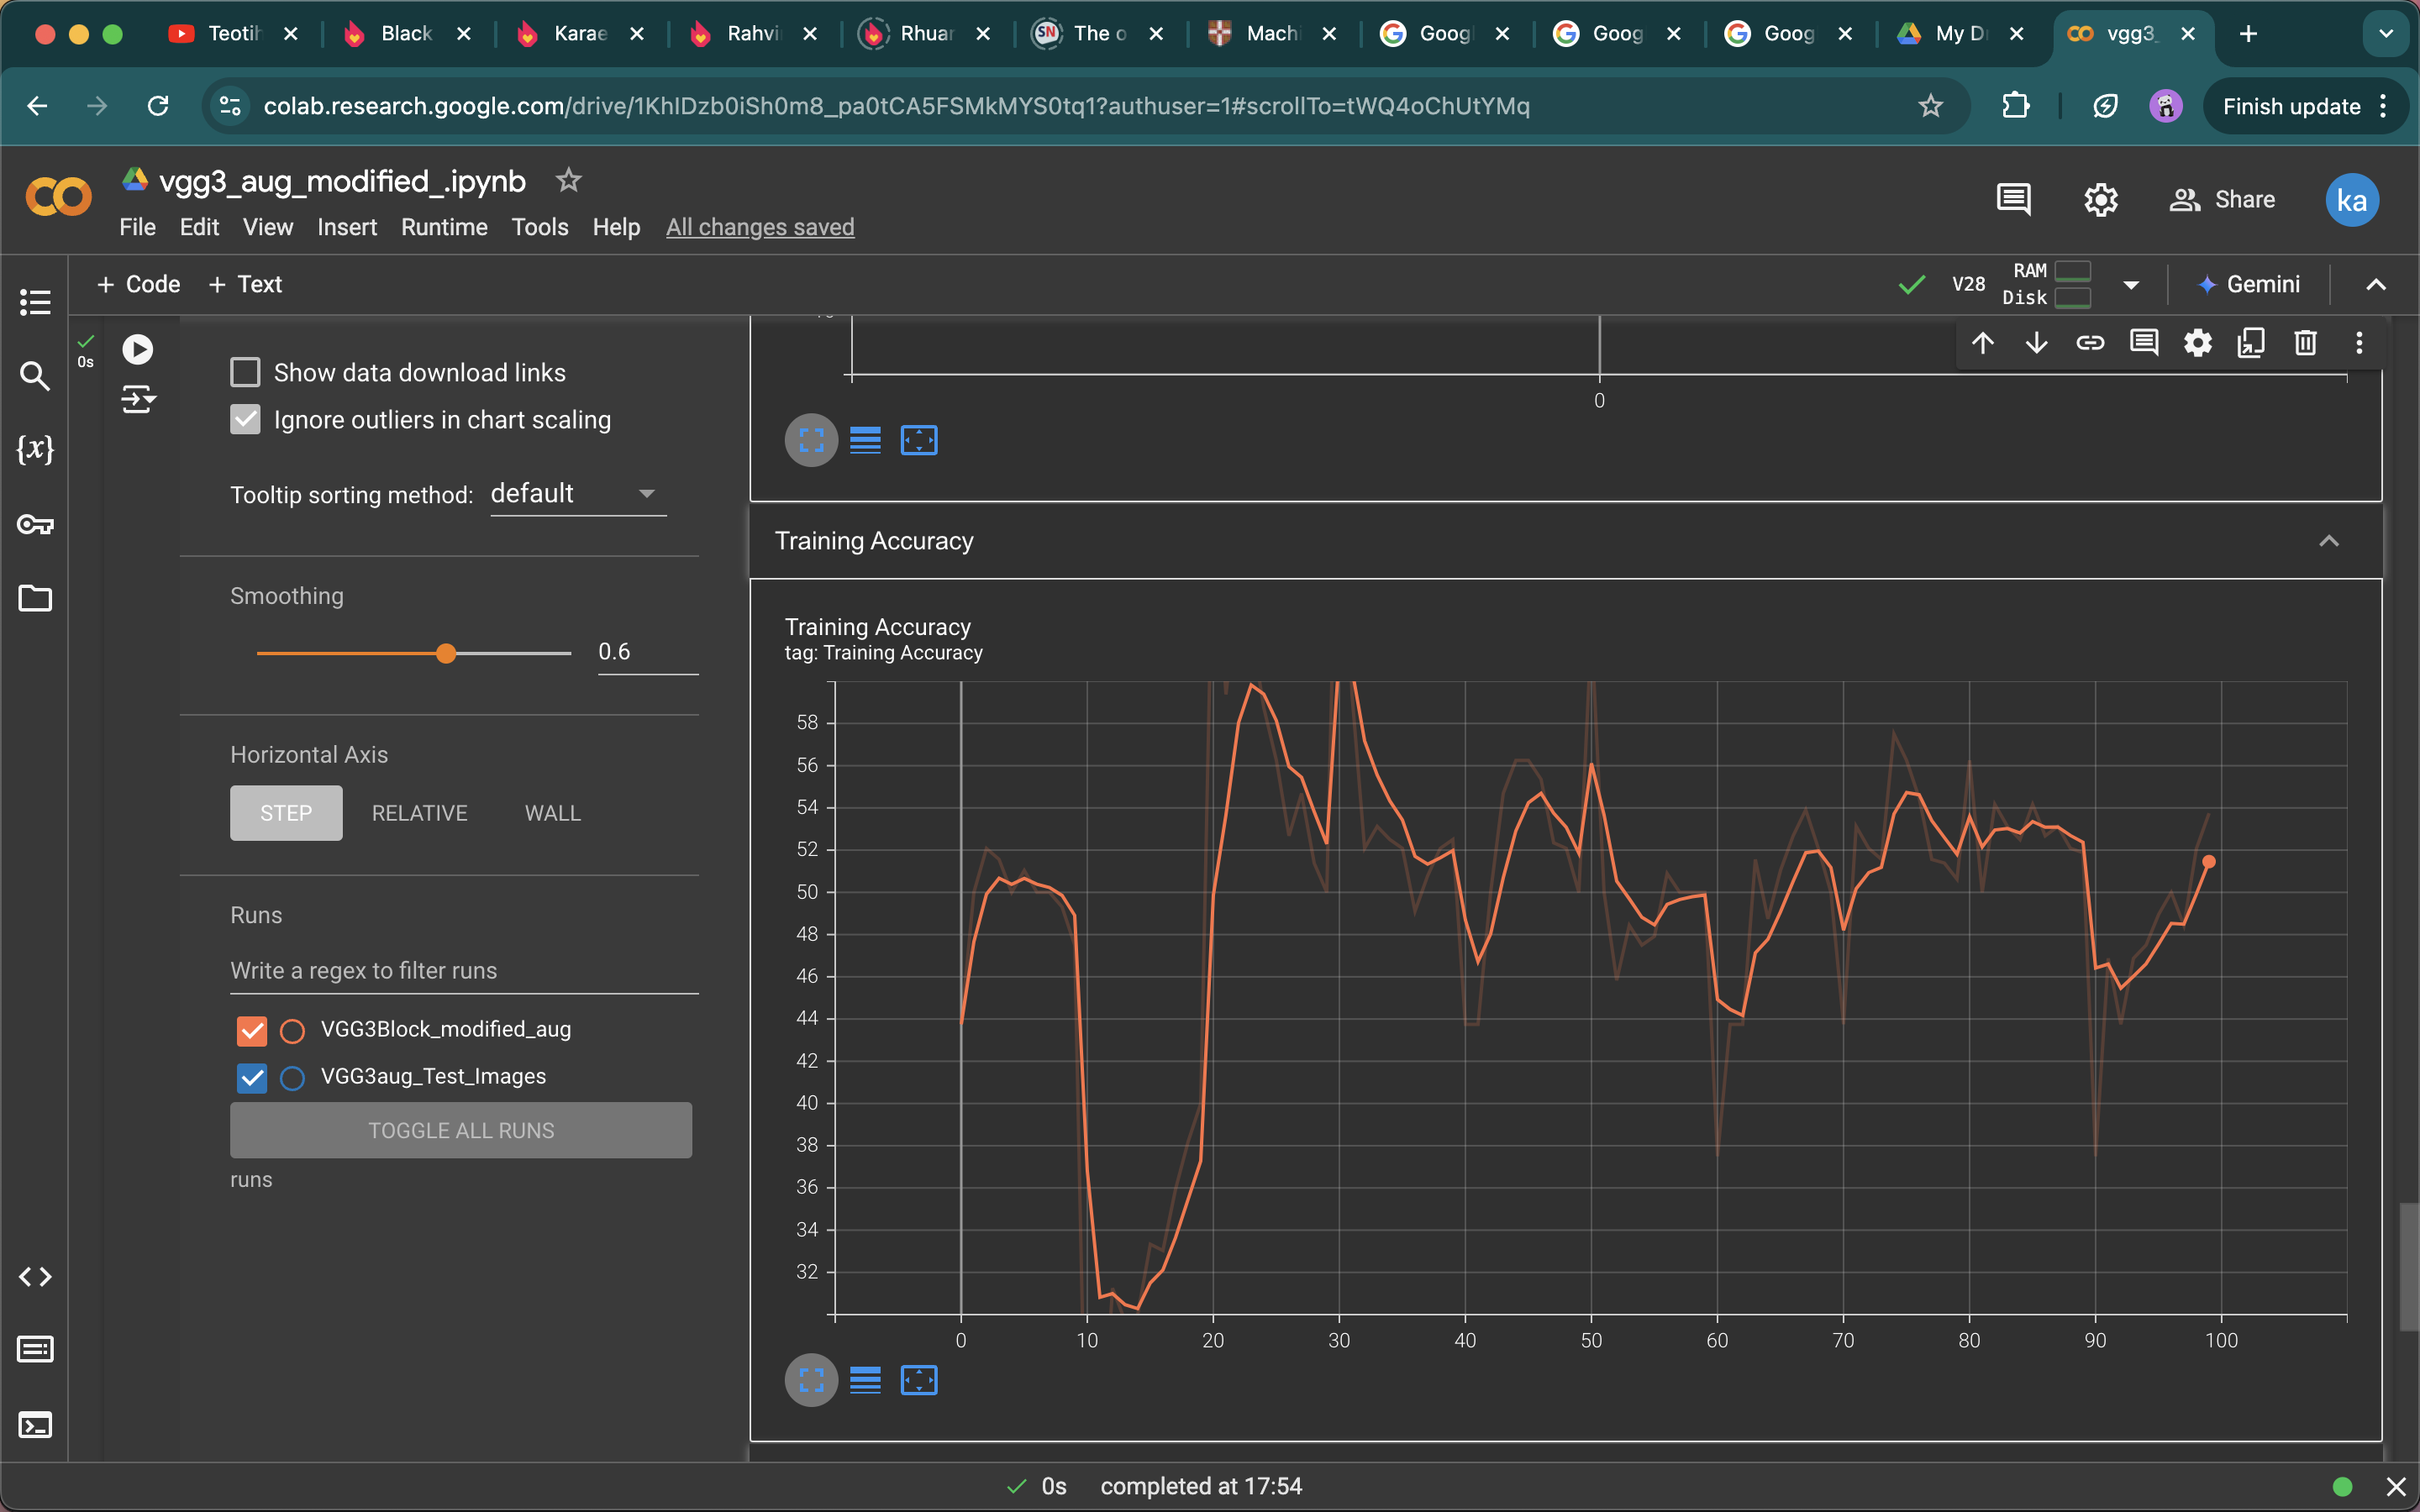 Teotih
Black
Karae
Rahvi
Rhuar
The o
Machi
Googl
Goog
Goog
My Dr
vgg3_
colab.research.google.com/drive/1KhIDzb0iSh0m8_pa0tCA5FSMkMYS0tq1?authuser=1#scrollTo=tWQ4oChUtYMq
Finish update
vgg3_aug_modified_.ipynb
File Edit View Insert Runtime Tools Help All changes saved
Share
ka
+ Code + Text
V28
RAM
Disk
Gemini
0s
{x}
Show data download links
Ignore outliers in chart scaling
Tooltip sorting method: default
Smoothing
0.6
Horizontal Axis
STEP RELATIVE WALL
Runs
Write a regex to filter runs
VGG3Block_modified_aug
VGG3aug_Test_Images
TOGGLE ALL RUNS
runs
0
Training Accuracy
Training Accuracy
tag: Training Accuracy
58
56
54
52
50
48
46
44
42
40
38
36
34
32
0 10 20 30 40 50 60 70 80 90 100
0s completed at 17:54